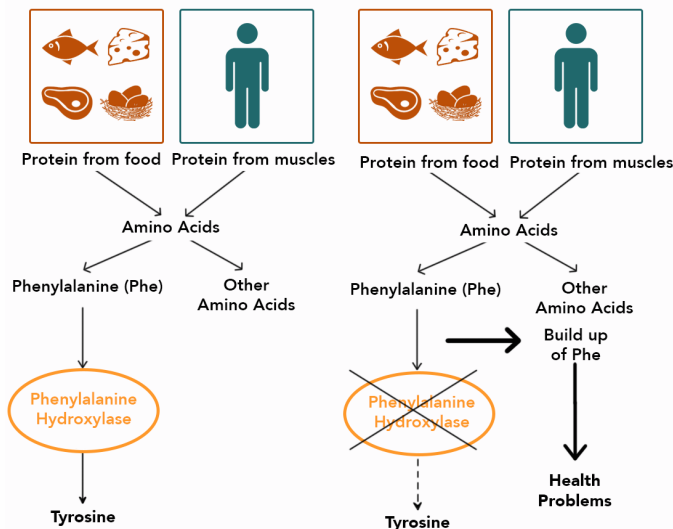 Protein from food
Protein from muscles
Amino Acids
Phenylalanine (Phe)
Other
Amino Acids
Phenylalanine
Hydroxylase
Tyrosine
Protein from food
Protein from muscles
Amino Acids
Phenylalanine (Phe)
Other
Amino Acids
Build up
of Phe
Phenylalanine
Hydroxylase
Health
Problems
Tyrosine